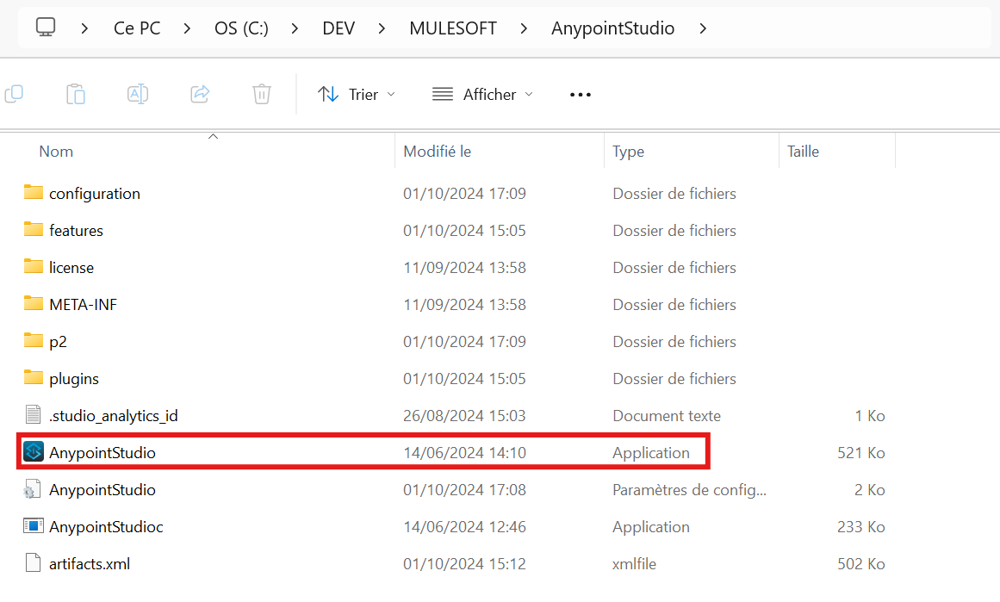 Ce PC > OS (C:) > DEV > MULESOFT > AnypointStudio >
Trier Afficher ...
Nom Modifié le Type Taille
configuration 01/10/2024 17:09 Dossier de fichiers
features 01/10/2024 15:05 Dossier de fichiers
license 11/09/2024 13:58 Dossier de fichiers
META-INF 11/09/2024 13:58 Dossier de fichiers
p2 01/10/2024 17:09 Dossier de fichiers
plugins 01/10/2024 15:05 Dossier de fichiers
.studio_analytics_id 26/08/2024 15:03 Document texte 1 Ko
AnypointStudio 14/06/2024 14:10 Application 521 Ko
AnypointStudio 01/10/2024 17:08 Paramètres de config... 2 Ko
AnypointStudioc 14/06/2024 12:46 Application 233 Ko
artifacts.xml 01/10/2024 15:12 xmlfile 502 Ko